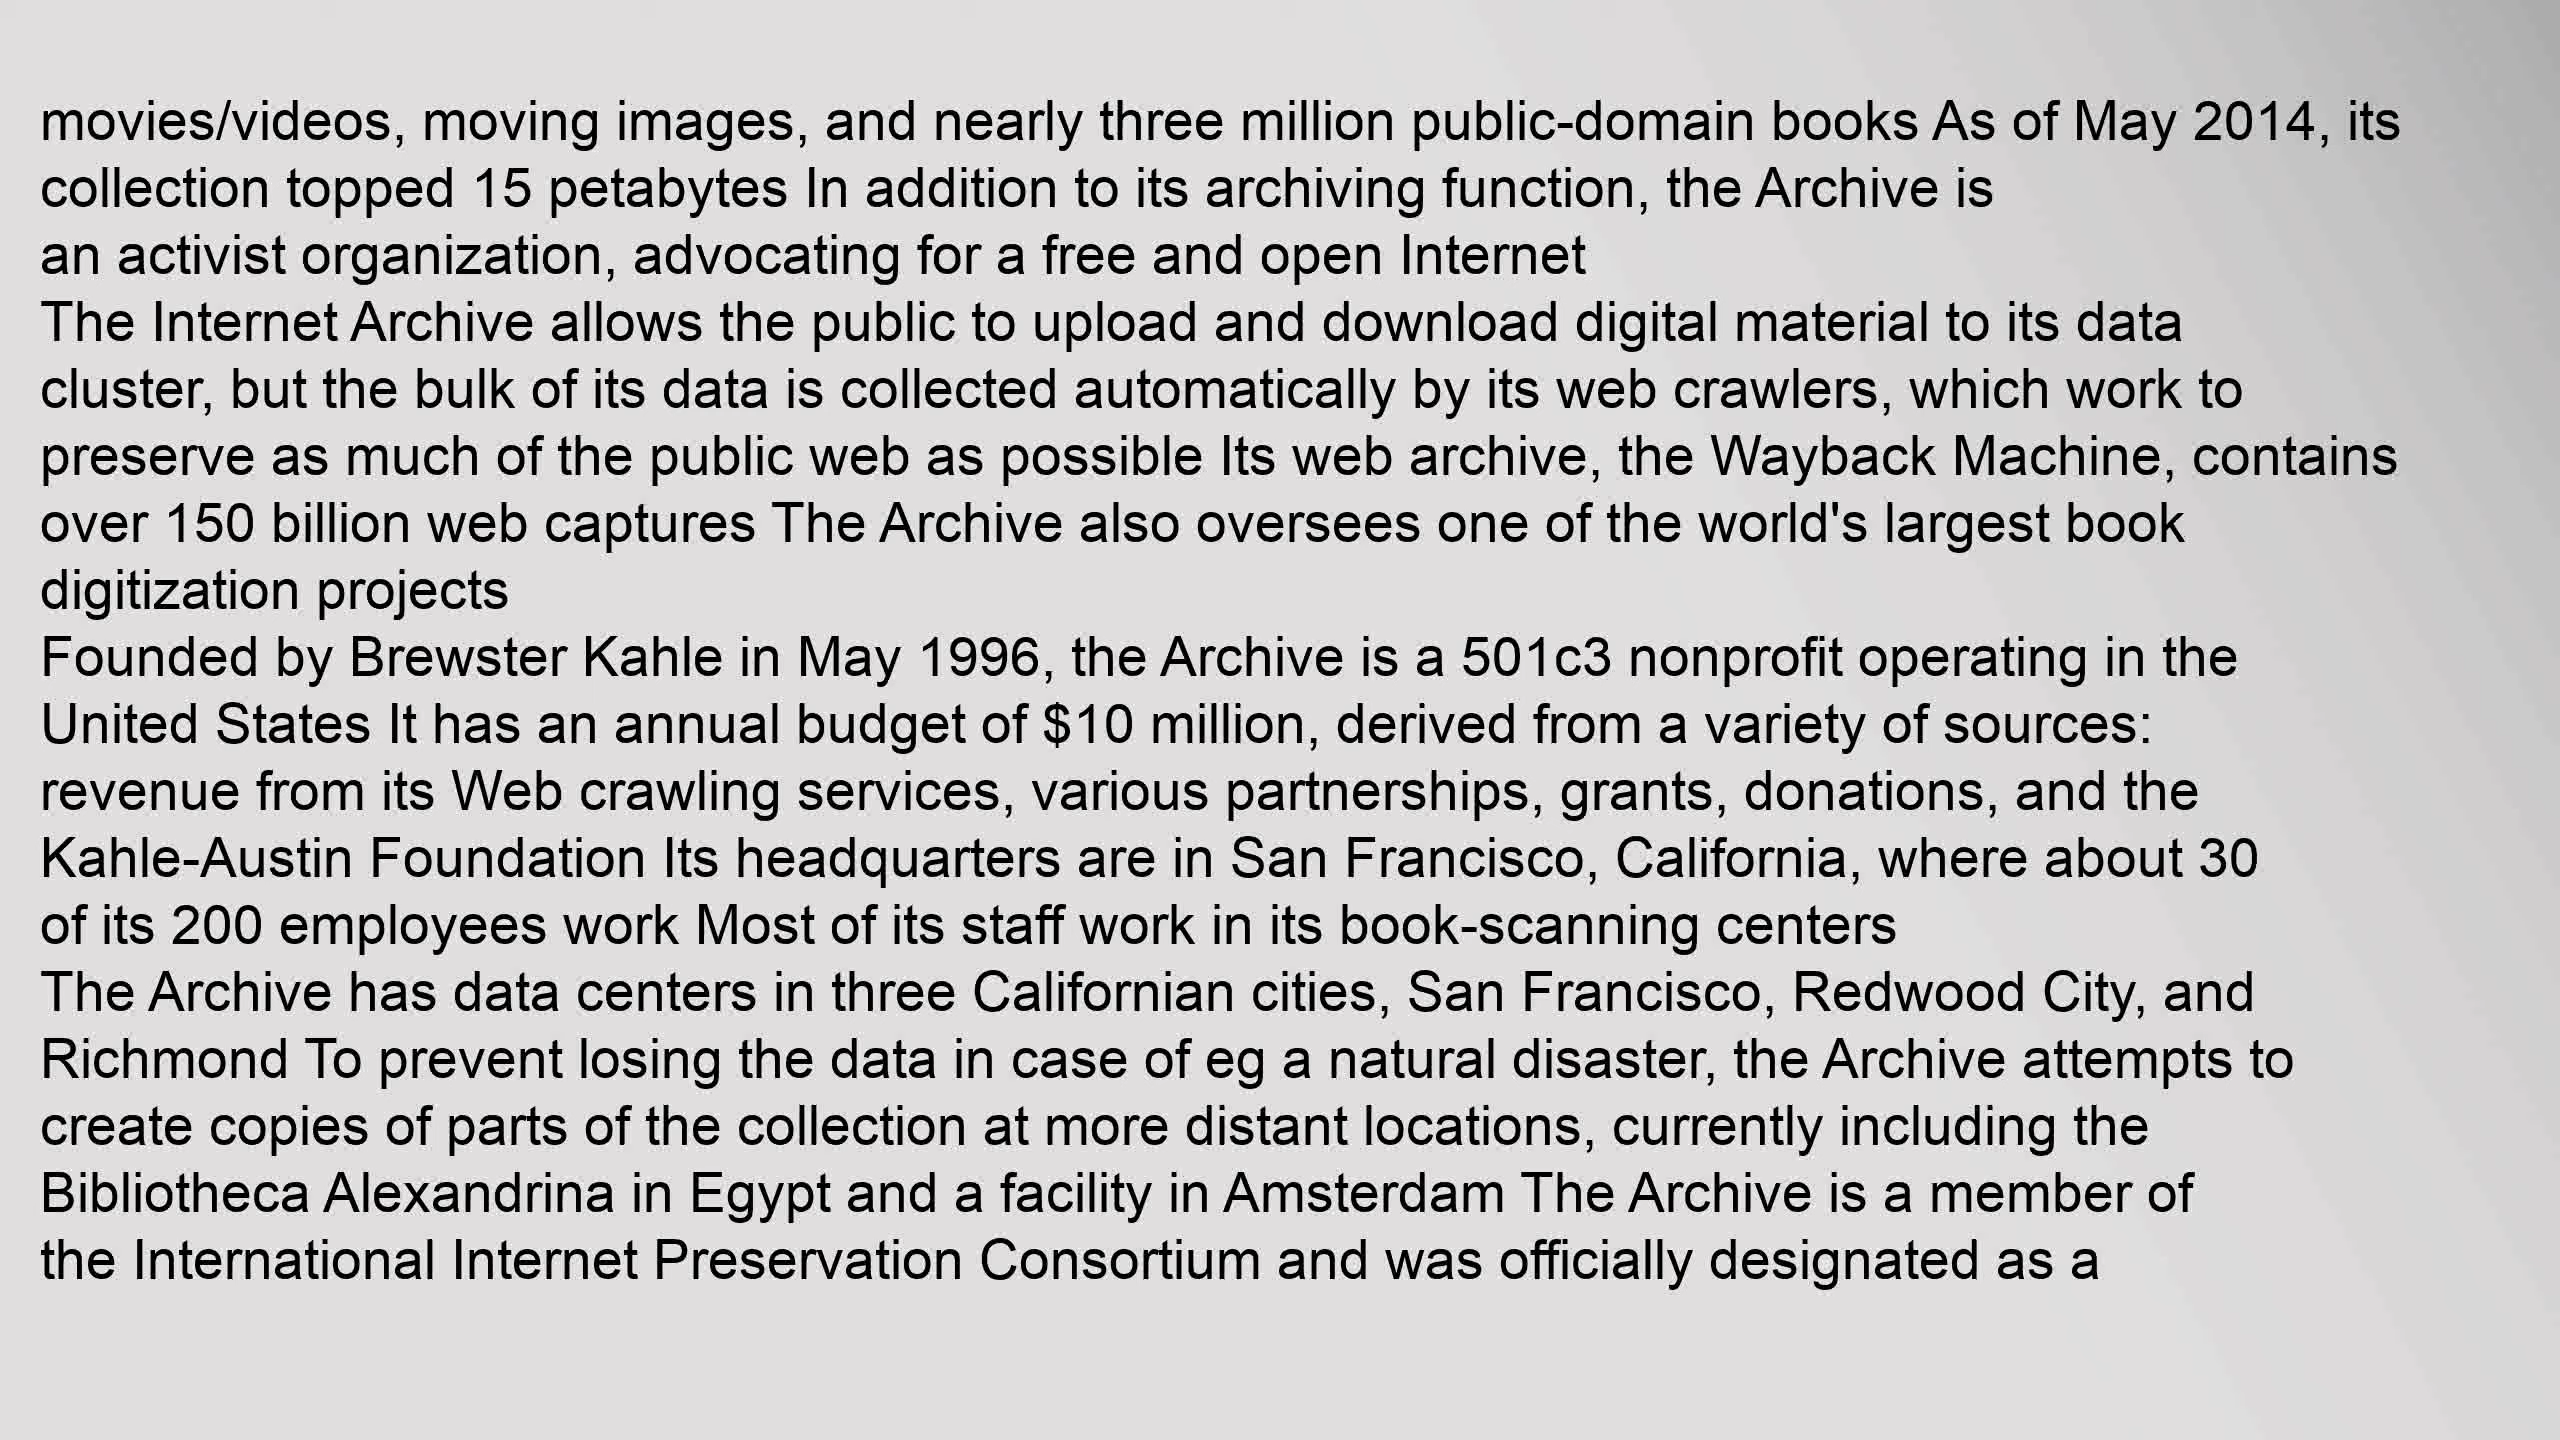 movies/videos, moving images, and nearly three million public-domain books As of May 2014, its
collection topped 15 petabytes In addition to its archiving function, the Archive is
an activist organization, advocating for a free and open Internet
The Internet Archive allows the public to upload and download digital material to its data
cluster, but the bulk of its data is collected automatically by its web crawlers, which work to
preserve as much of the public web as possible Its web archive, the Wayback Machine, contains
over 150 billion web captures The Archive also oversees one of the world's largest book
digitization projects
Founded by Brewster Kahle in May 1996, the Archive is a 501c3 nonprofit operating in the
United States It has an annual budget of $10 million, derived from a variety of sources:
revenue from its Web crawling services, various partnerships, grants, donations, and the
Kahle-Austin Foundation Its headquarters are in San Francisco, California, where about 30
of its 200 employees work Most of its staff work in its book-scanning centers
The Archive has data centers in three Californian cities, San Francisco, Redwood City, and
Richmond To prevent losing the data in case of eg a natural disaster, the Archive attempts to
create copies of parts of the collection at more distant locations, currently including the
Bibliotheca Alexandrina in Egypt and a facility in Amsterdam The Archive is a member of
the International Internet Preservation Consortium and was officially designated as a